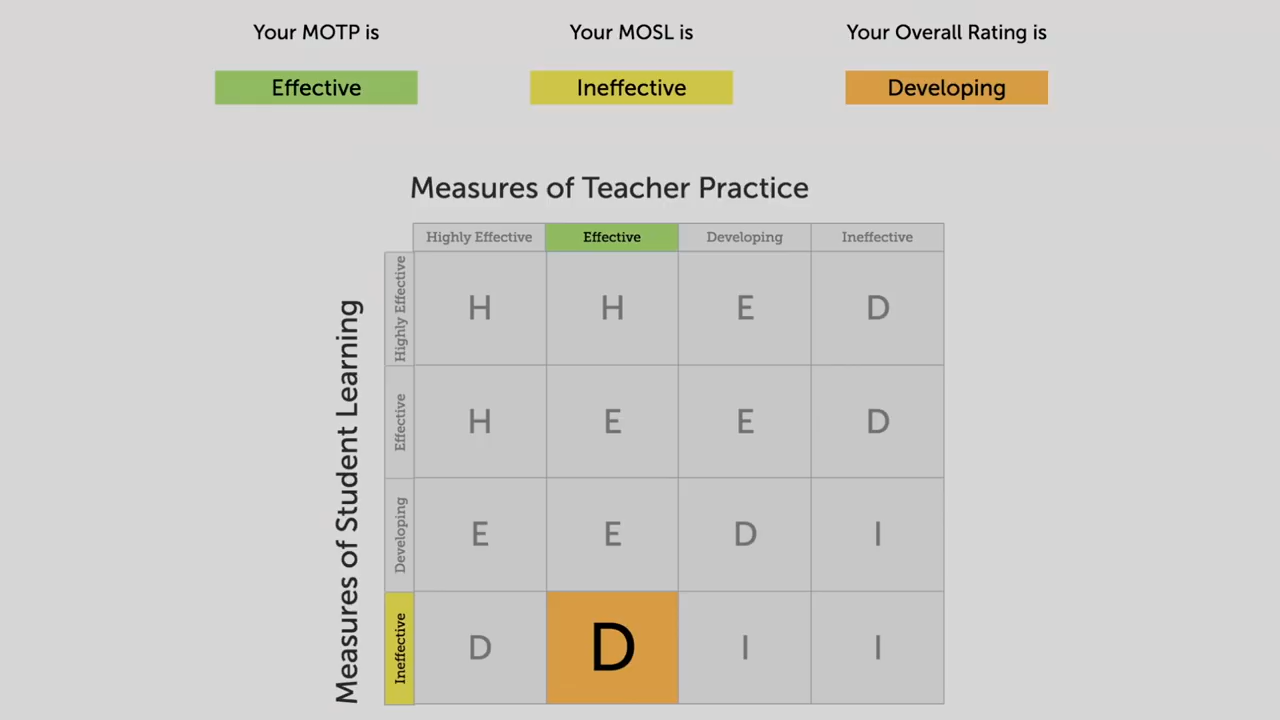 Your MOTP is
Your MOSL is
Your Overall Rating is
Effective
Ineffective
Developing
Measures of Teacher Practice
Highly Effective
Effective
Developing
Ineffective
Measures of Student Learning
Highly Effective
H
H
E
D
Effective
H
E
E
D
Developing
E
E
D
I
Ineffective
D
D
I
I